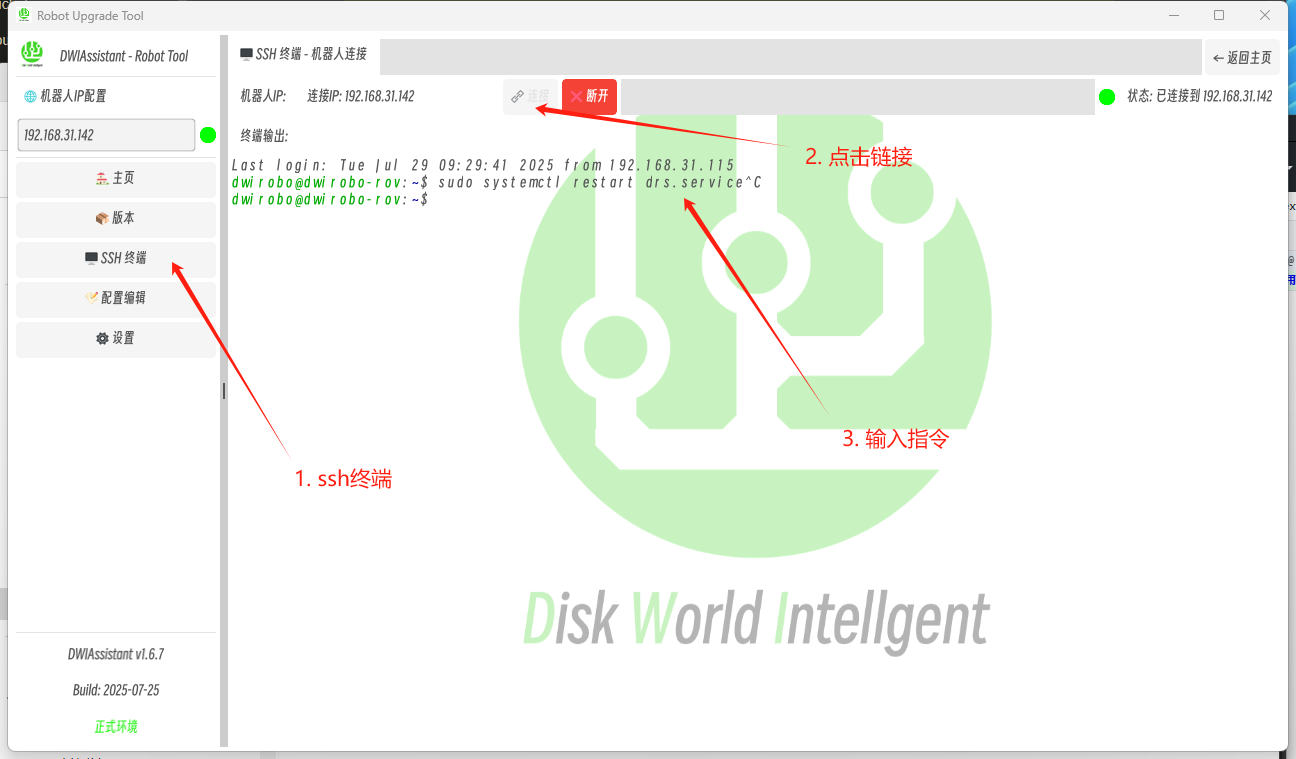 Robot Upgrade Tool
DWIAssistant - Robot Tool
SSH 终端 - 机器人连接
← 返回主页
机器人IP配置
机器人IP:
连接IP: 192.168.31.142
连接
断开
状态: 已连接到 192.168.31.142
192.168.31.142
终端输出:
2. 点击链接
Last login: Tue Jul 29 09:29:41 2025 from 192.168.31.115
dwirobo@dwirobo-rov:~$ sudo systemctl restart drs.service^C
dwirobo@dwirobo-rov:~$
主页
版本
SSH 终端
配置编辑
设置
3. 输入指令
1. ssh终端
Disk World Intellgent
DWIAssistant v1.6.7
Build: 2025-07-25
正式环境